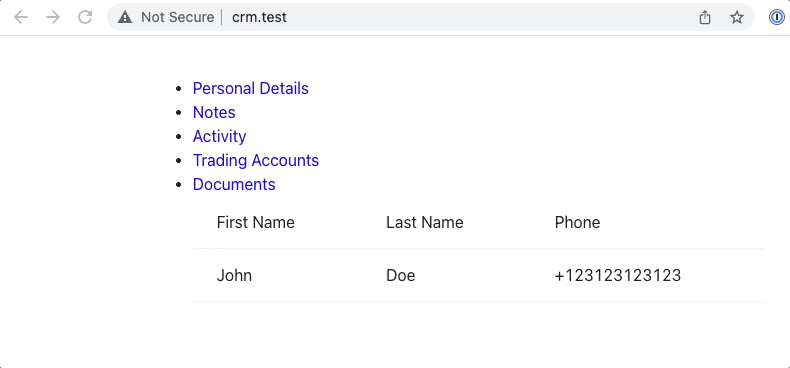 Not Secure | crm.test
Personal Details
Notes
Activity
Trading Accounts
Documents
First Name Last Name Phone
John Doe +123123123123